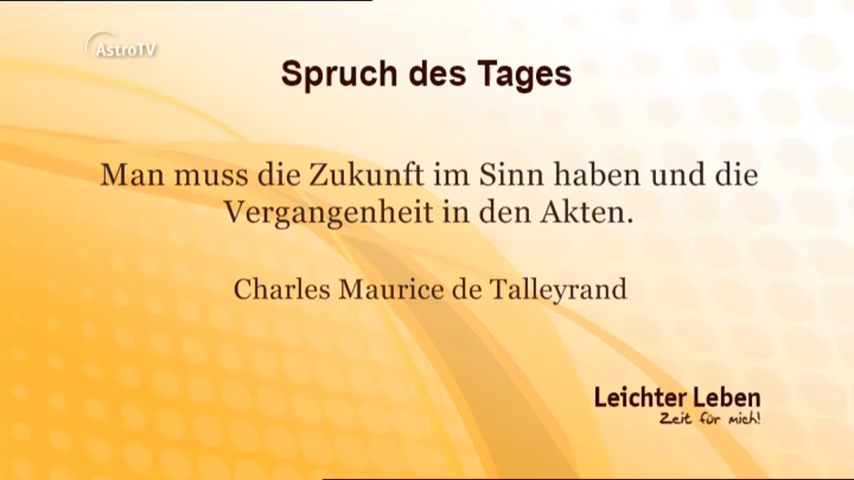 AstroTV
Spruch des Tages
Man muss die Zukunft im Sinn haben und die
Vergangenheit in den Akten.
Charles Maurice de Talleyrand
Leichter Leben
Zeit für mich!